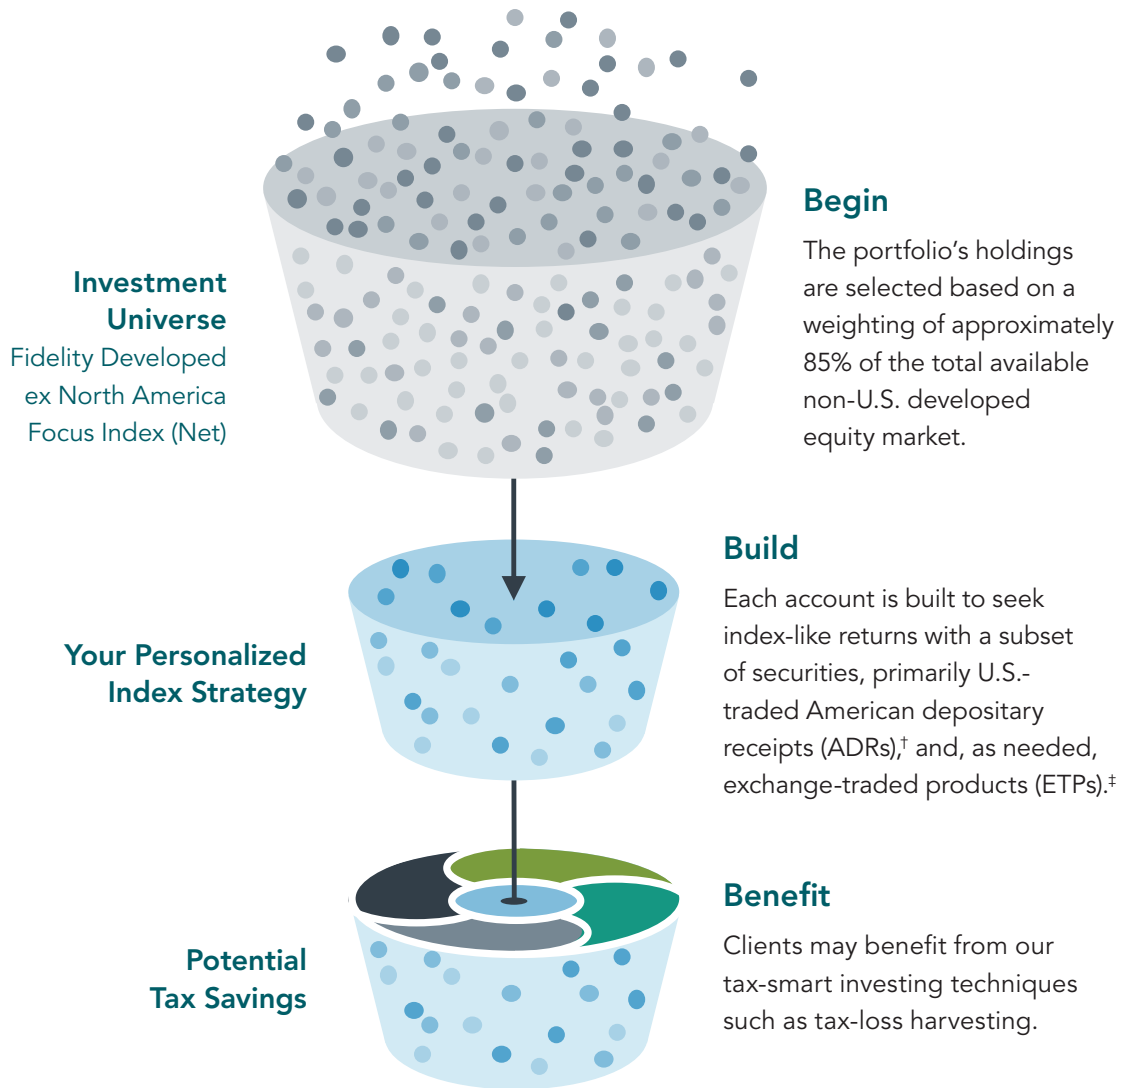 Investment
Universe
Fidelity Developed
ex North America
Focus Index (Net)
Begin
The portfolio’s holdings
are selected based on a
weighting of approximately
85% of the total available
non-U.S. developed
equity market.
Your Personalized
Index Strategy
Build
Each account is built to seek
index-like returns with a subset
of securities, primarily U.S.-
traded American depositary
receipts (ADRs),† and, as needed,
exchange-traded products (ETPs).‡
Potential
Tax Savings
Benefit
Clients may benefit from our
tax-smart investing techniques
such as tax-loss harvesting.